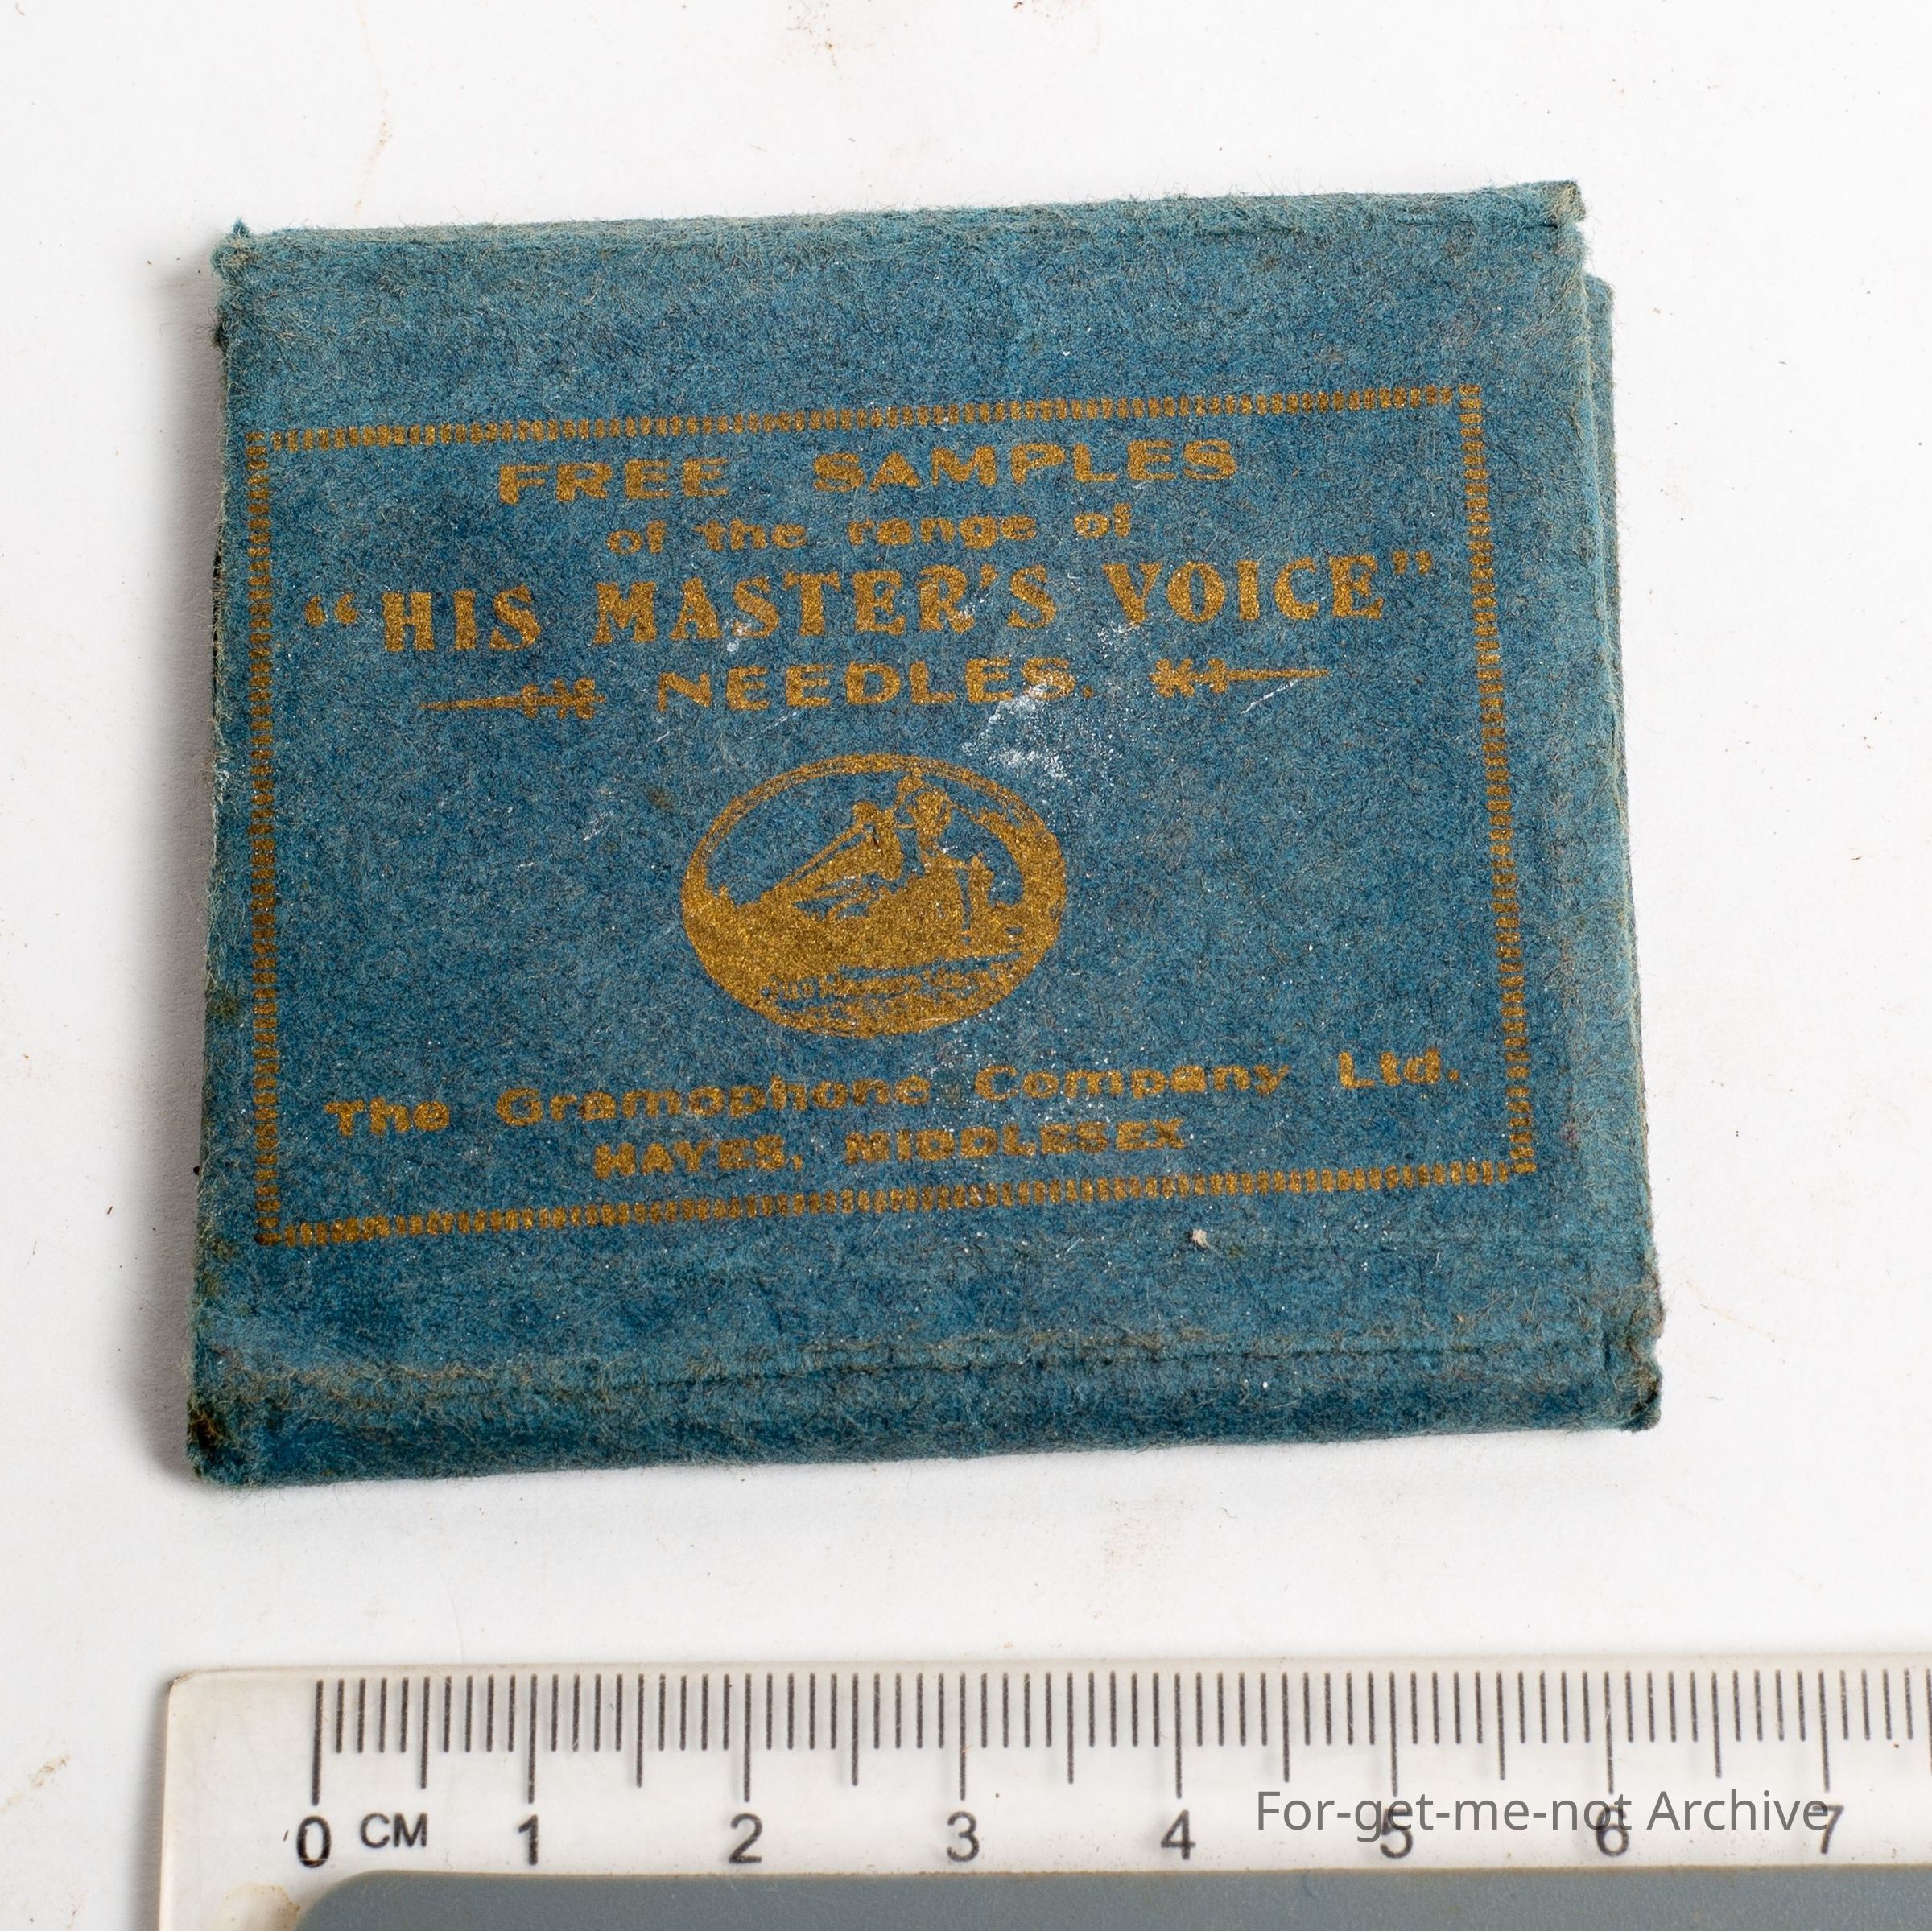 FREE SAMPLES
of the range of
“HIS MASTER'S VOICE”
NEEDLES.
The Gramophone Company Ltd.
HAYES, MIDDLESEX
0 CM 1 2 3 4 5 6 7
For-get-me-not Archive